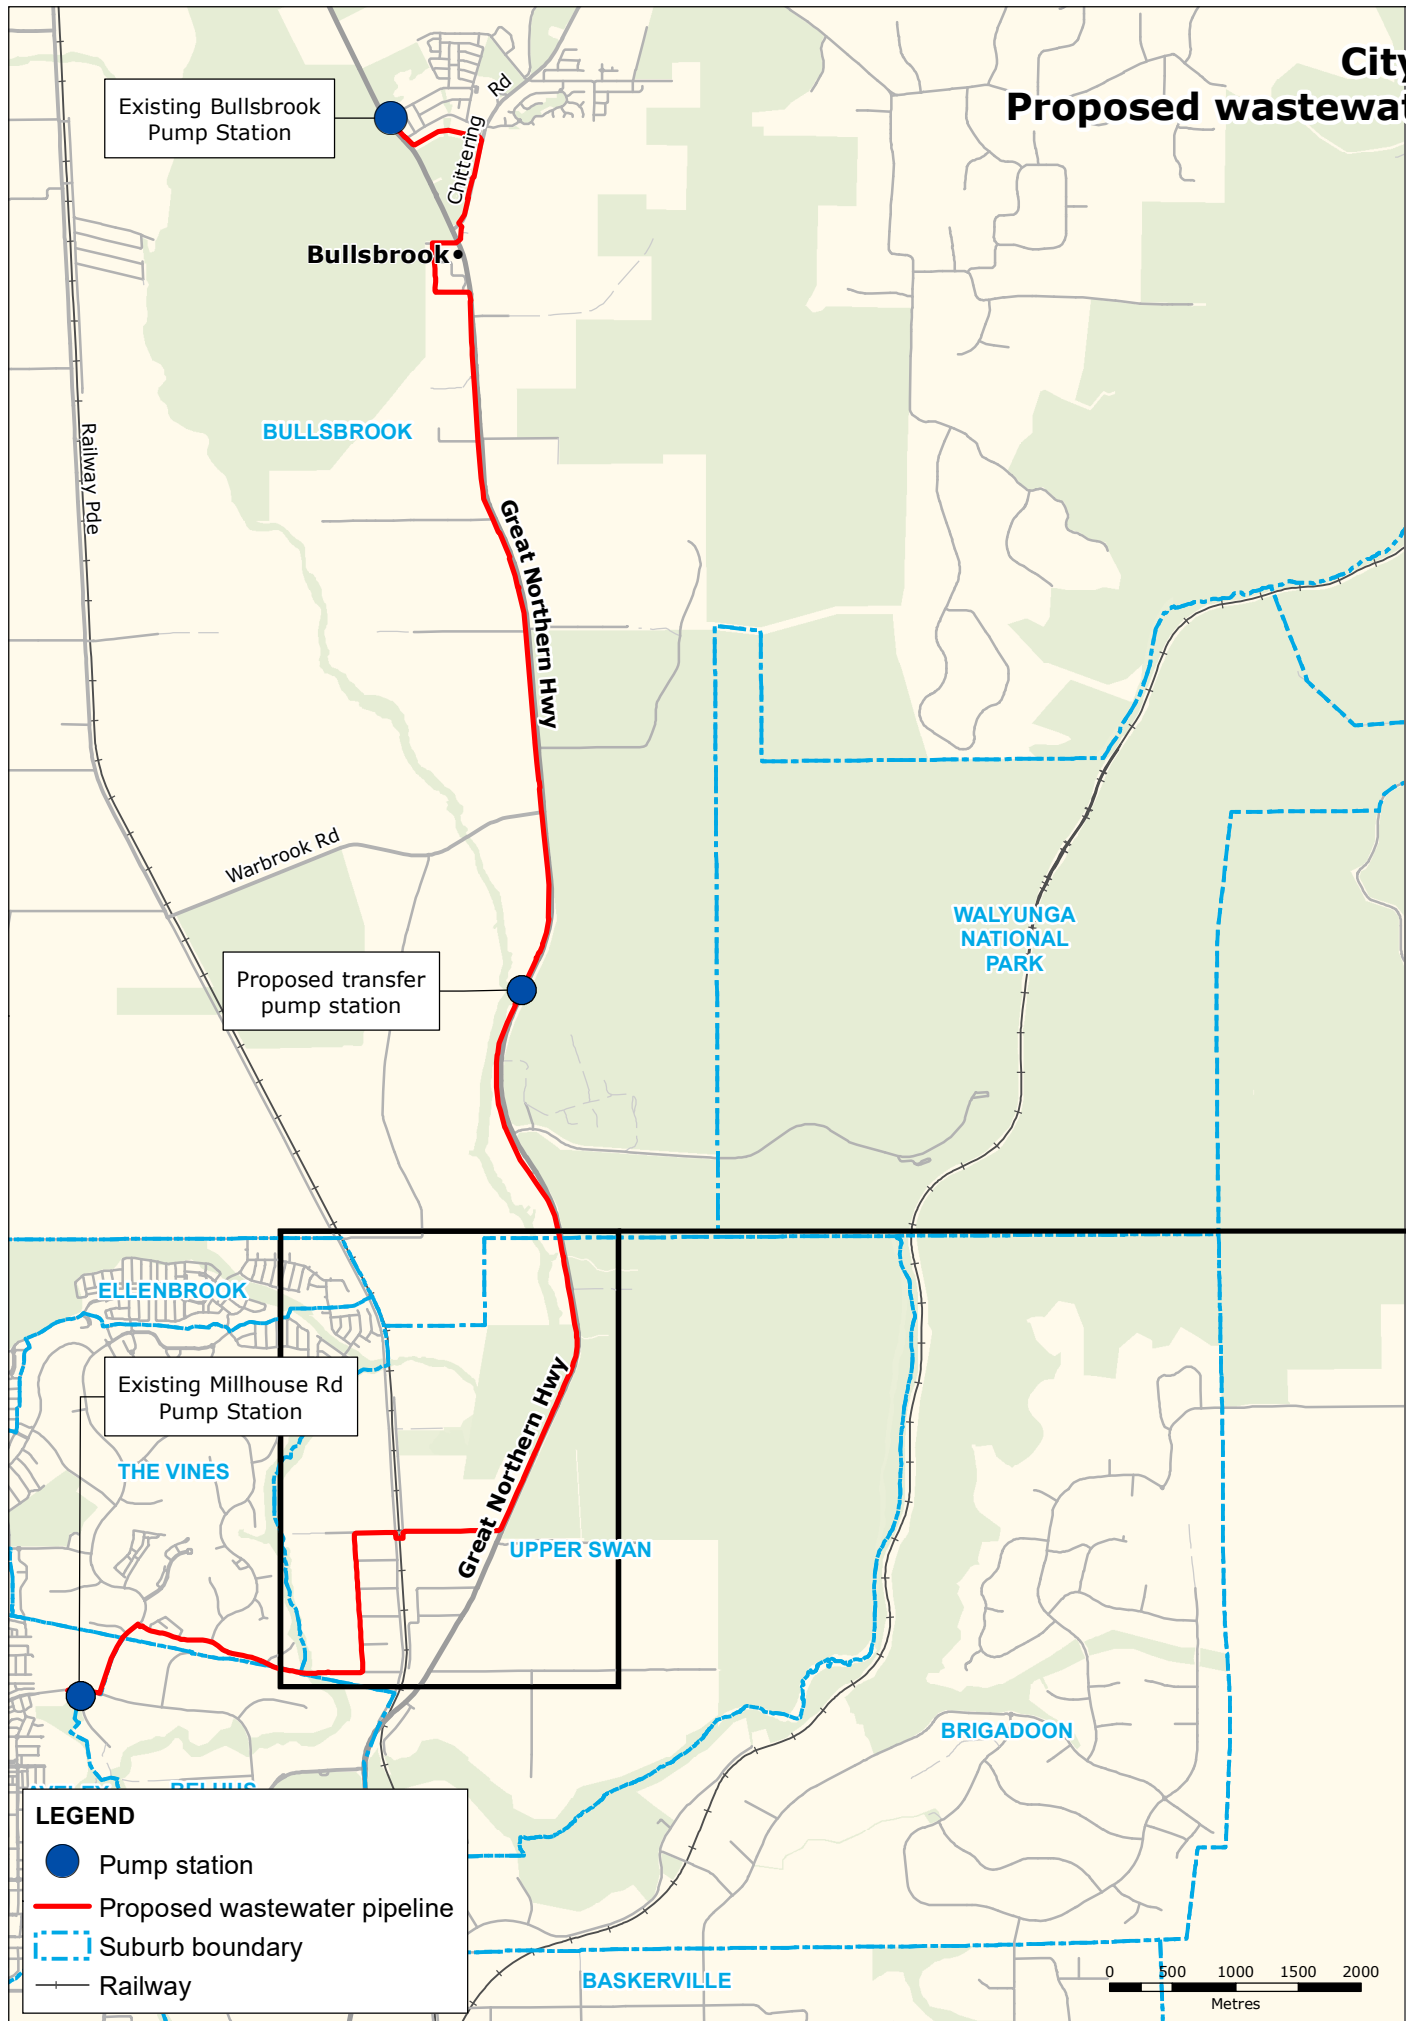 City
Proposed wastewat
Existing Bullsbrook
Pump Station
Chittering
Rd
Bullsbrook
BULLSBROOK
Railway Pde
Great Northern Hwy
Warbrook Rd
WALYUNGA
NATIONAL
PARK
Proposed transfer
pump station
ELLENBROOK
Existing Millhouse Rd
Pump Station
THE VINES
Great Northern Hwy
UPPER SWAN
BRIGADOON
LEGEND
Pump station
Proposed wastewater pipeline
Suburb boundary
Railway
BASKERVILLE
0 500 1000 1500 2000
Metres